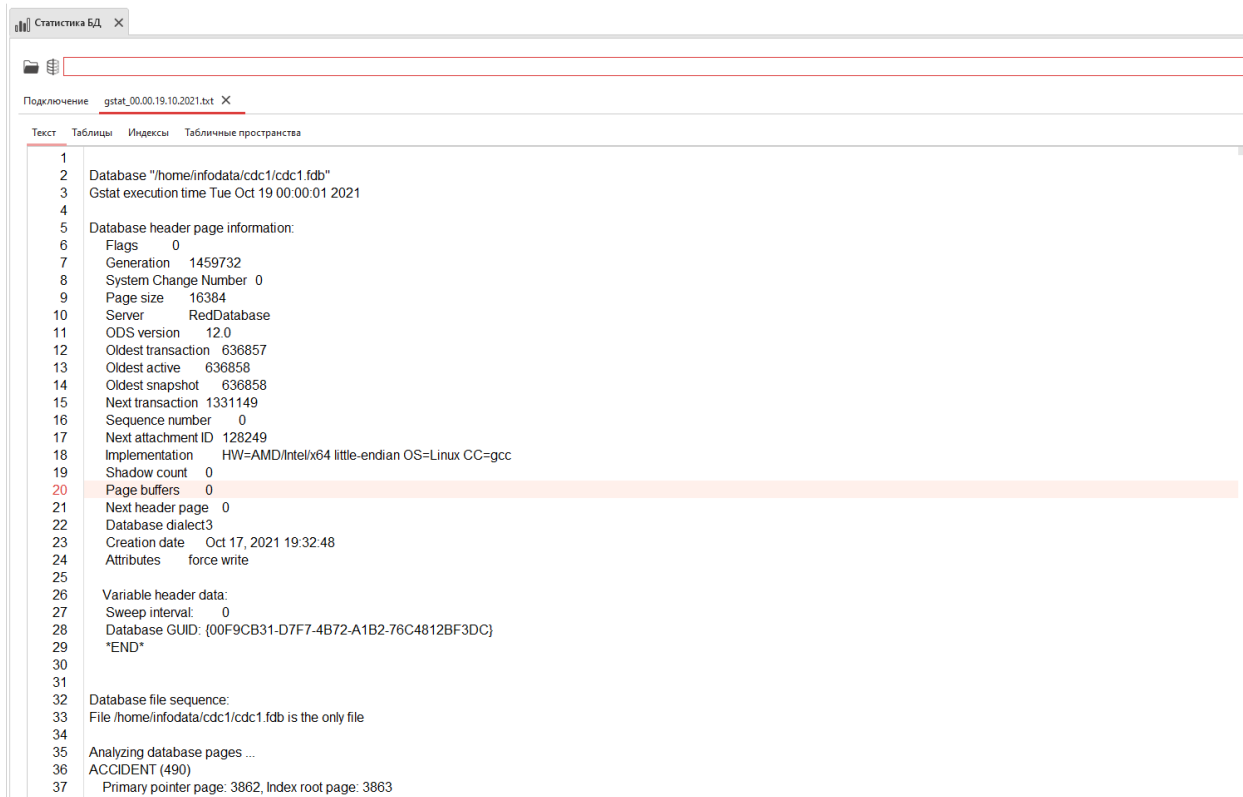 Статистика БД
Подключение gstat_00.00.19.10.2021.txt
Текст Таблицы Индексы Табличные пространства
1
2 Database "/home/infodata/cdc1/cdc1.fdb"
3 Gstat execution time Tue Oct 19 00:00:01 2021
4
5 Database header page information:
6 Flags 0
7 Generation 1459732
8 System Change Number 0
9 Page size 16384
10 Server RedDatabase
11 ODS version 12.0
12 Oldest transaction 636857
13 Oldest active 636858
14 Oldest snapshot 636858
15 Next transaction 1331149
16 Sequence number 0
17 Next attachment ID 128249
18 Implementation HW=AMD/Intel/x64 little-endian OS=Linux CC=gcc
19 Shadow count 0
20 Page buffers 0
21 Next header page 0
22 Database dialect3
23 Creation date Oct 17, 2021 19:32:48
24 Attributes force write
25
26 Variable header data:
27 Sweep interval: 0
28 Database GUID: {00F9CB31-D7F7-4B72-A1B2-76C4812BF3DC}
29 *END*
30
31
32 Database file sequence:
33 File /home/infodata/cdc1/cdc1.fdb is the only file
34
35 Analyzing database pages ...
36 ACCIDENT (490)
37 Primary pointer page: 3862, Index root page: 3863